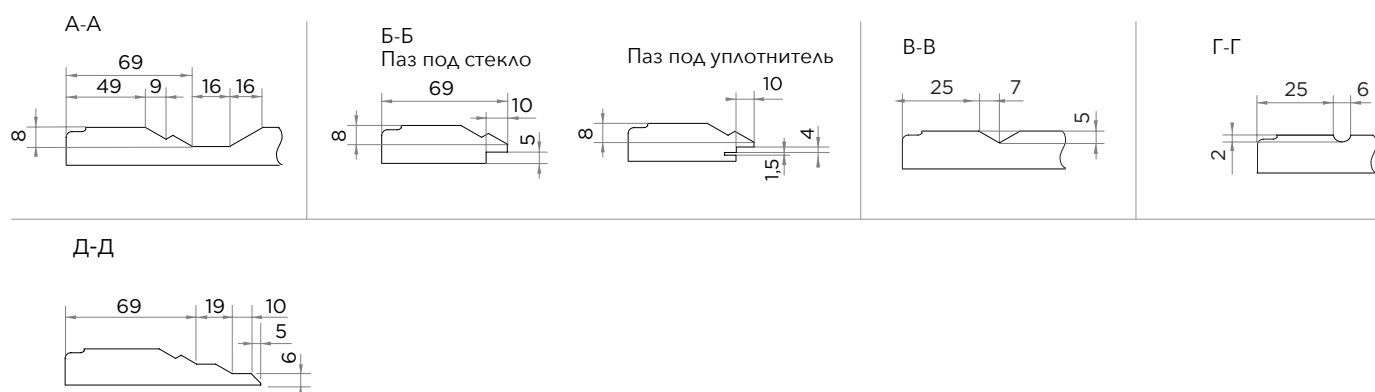 А-А
69
49 9 16 16
8
Б-Б
Паз под стекло
69
10
8
5
Паз под уплотнитель
10
8
4
1,5
В-В
25 7
5
Г-Г
25 6
2
Д-Д
69 19 10
5
6